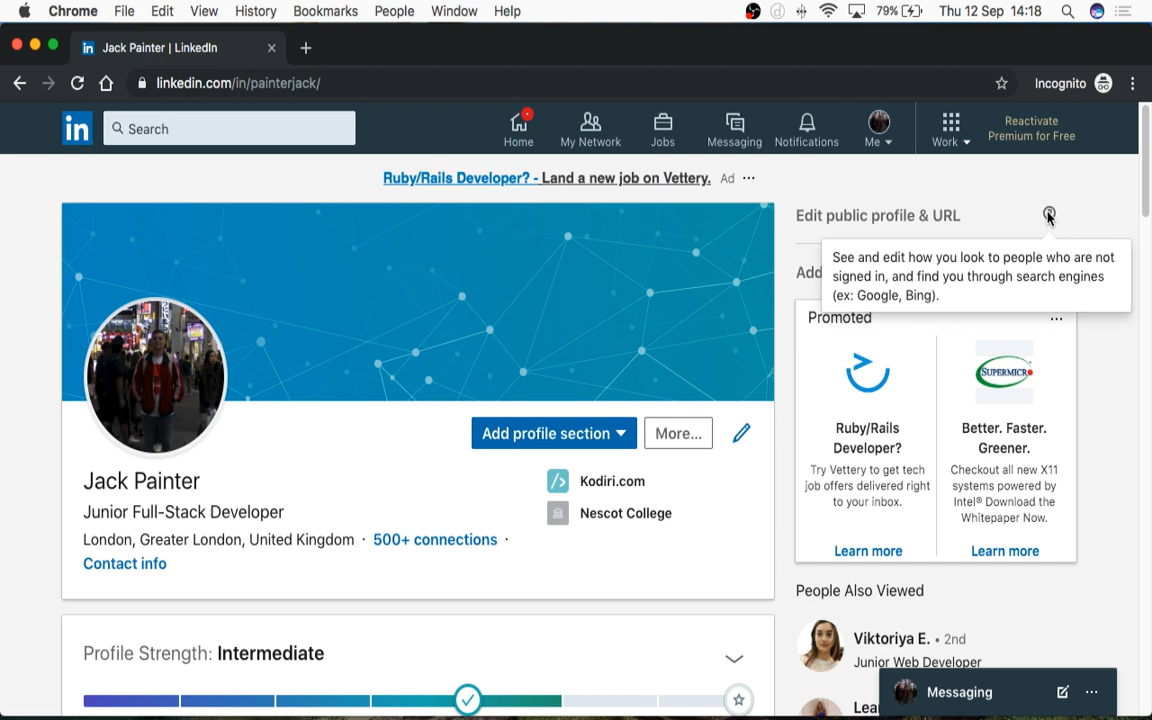 Chrome File Edit View History Bookmarks People Window Help 79% Thu 12 Sep 14:18
in Jack Painter | LinkedIn
linkedin.com/in/painterjack/ Incognito
in Search Home My Network Jobs Messaging Notifications Me Work Reactivate
Premium for Free
Ruby/Rails Developer? - Land a new job on Vettery. Ad ...
Edit public profile & URL
See and edit how you look to people who are not
signed in, and find you through search engines
(ex: Google, Bing).
Add
Promoted ...
SUPERMICR
Ruby/Rails
Developer?
Try Vettery to get tech
job offers delivered right
to your inbox.
Learn more
Better. Faster.
Greener.
Checkout all new X11
systems powered by
Intel® Download the
Whitepaper Now.
Learn more
Add profile section More...
Jack Painter
Junior Full-Stack Developer
London, Greater London, United Kingdom · 500+ connections ·
Contact info
Kodiri.com
Nescot College
Profile Strength: Intermediate
People Also Viewed
Viktoriya E. • 2nd
Junior Web Developer
Messaging ...